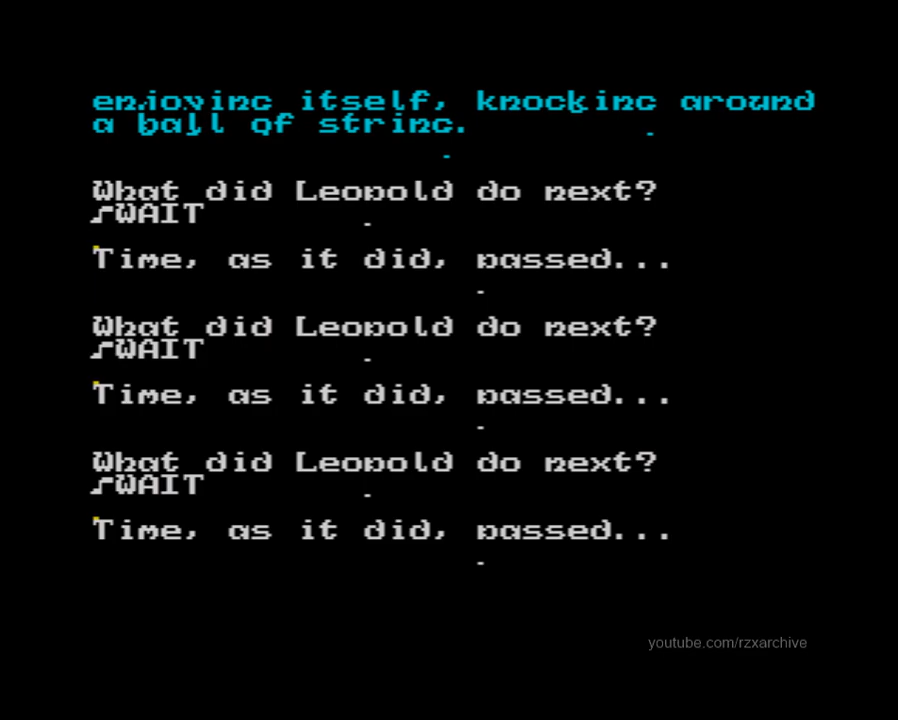 enjoying itself, knocking around
a ball of string.
What did Leopold do next?
WAIT
Time, as it did, passed...
What did Leopold do next?
WAIT
Time, as it did, passed...
What did Leopold do next?
WAIT
Time, as it did, passed...
youtube.com/rzxarchive